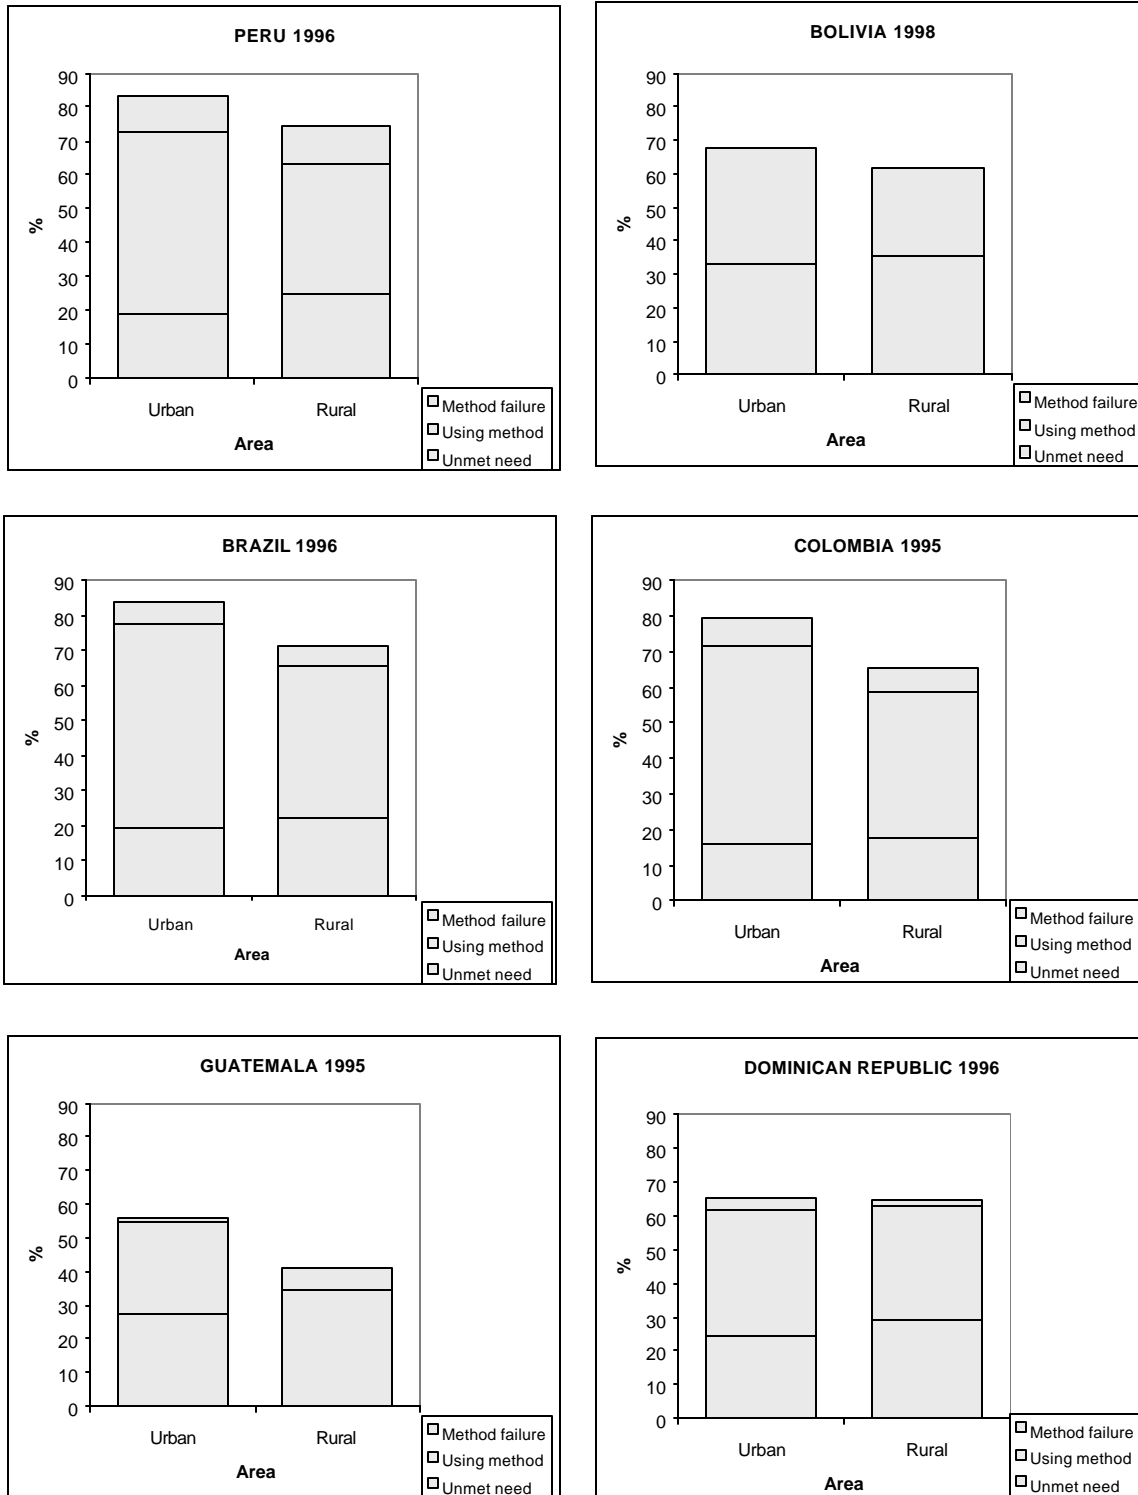 PERU 1996
90
80
70
60
50
40
30
20
10
0
%
Urban Rural
Area
Method failure
Using method
Unmet need
BOLIVIA 1998
90
80
70
60
50
40
30
20
10
0
%
Urban Rural
Area
Method failure
Using method
Unmet need
BRAZIL 1996
90
80
70
60
50
40
30
20
10
0
%
Urban Rural
Area
Method failure
Using method
Unmet need
COLOMBIA 1995
90
80
70
60
50
40
30
20
10
0
%
Urban Rural
Area
Method failure
Using method
Unmet need
GUATEMALA 1995
90
80
70
60
50
40
30
20
10
0
%
Urban Rural
Area
Method failure
Using method
Unmet need
DOMINICAN REPUBLIC 1996
90
80
70
60
50
40
30
20
10
0
%
Urban Rural
Area
Method failure
Using method
Unmet need